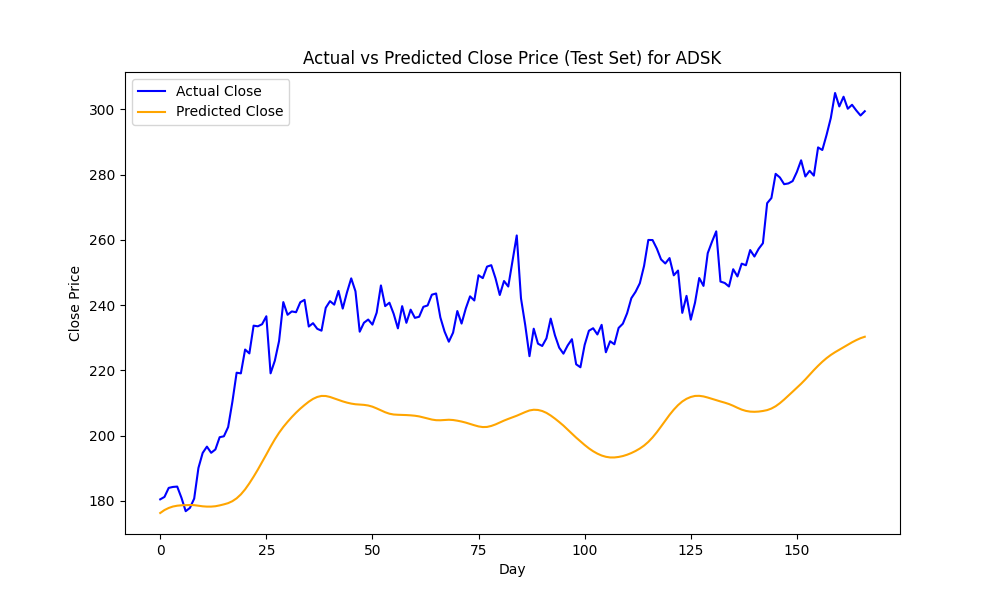 Actual vs Predicted Close Price (Test Set) for ADSK
Actual Close
Predicted Close
Close Price
300
280
260
240
220
200
180
0 25 50 75 100 125 150
Day